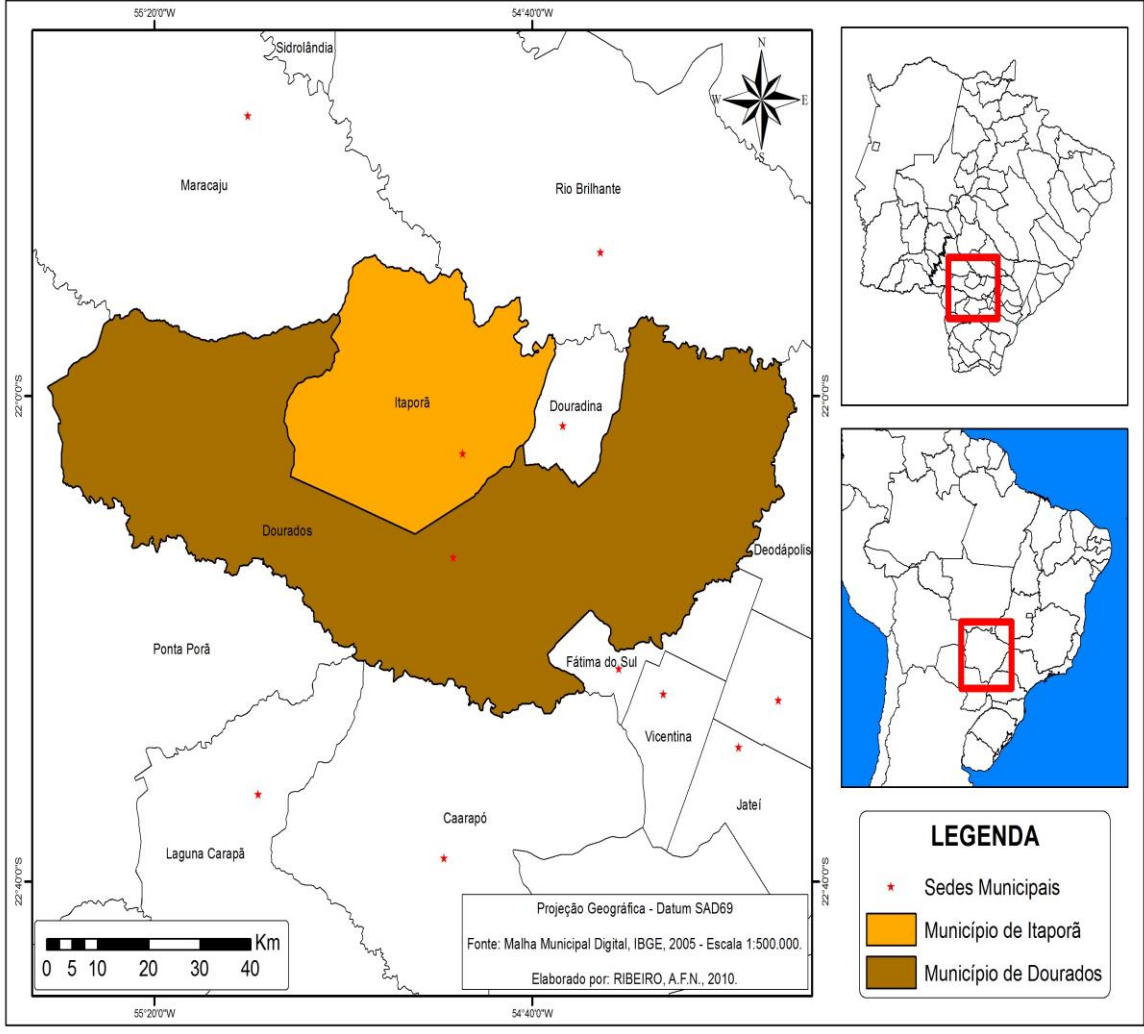 55°20'0"W
54°40'0"W
Sidrolândia
N
W
E
S
Maracaju
Rio Brilhante
22°0'0"S
22°0'0"S
Itaporã
Douradina
Dourados
Deodápolis
Ponta Porã
Fátima do Sul
Vicentina
Jateí
Caarapó
Laguna Carapã
22°40'0"S
22°40'0"S
Projeção Geográfica - Datum SAD69
Fonte: Malha Municipal Digital, IBGE, 2005 - Escala 1:500.000.
Elaborado por: RIBEIRO, A.F.N., 2010.
Km
0 5 10 20 30 40
55°20'0"W
54°40'0"W
LEGENDA
Sedes Municipais
Município de Itaporã
Município de Dourados